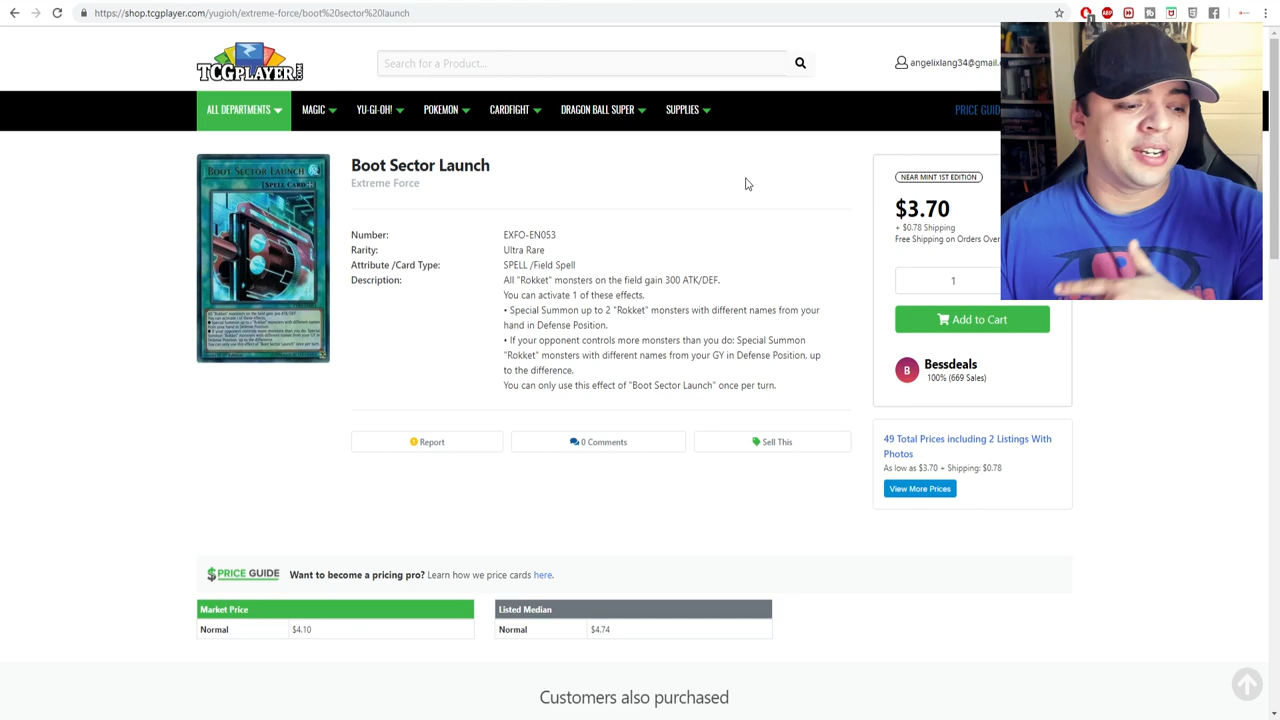 https://shop.tcgplayer.com/yugioh/extreme-force/boot%20sector%20launch
TCGPLAYER
Search for a Product...
angelixlang34@gmail.
ALL DEPARTMENTS
MAGIC
YU-GI-OH!
POKEMON
CARDFIGHT
DRAGON BALL SUPER
SUPPLIES
PRICE GUID
BOOT SECTOR LAUNCH
[SPELL CARD]
Boot Sector Launch
Extreme Force
Number: EXFO-EN053
Rarity: Ultra Rare
Attribute /Card Type: SPELL /Field Spell
Description: All "Rokket" monsters on the field gain 300 ATK/DEF.
You can activate 1 of these effects.
• Special Summon up to 2 "Rokket" monsters with different names from your
hand in Defense Position.
• If your opponent controls more monsters than you do: Special Summon
"Rokket" monsters with different names from your GY in Defense Position, up
to the difference.
You can only use this effect of "Boot Sector Launch" once per turn.
Report
0 Comments
Sell This
NEAR MINT 1ST EDITION
$3.70
+ $0.78 Shipping
Free Shipping on Orders Over
1
Add to Cart
B
Bessdeals
100% (669 Sales)
49 Total Prices including 2 Listings With
Photos
As low as $3.70 + Shipping: $0.78
View More Prices
$PRICE GUIDE Want to become a pricing pro? Learn how we price cards here.
Market Price
Normal $4.10
Listed Median
Normal $4.74
Customers also purchased